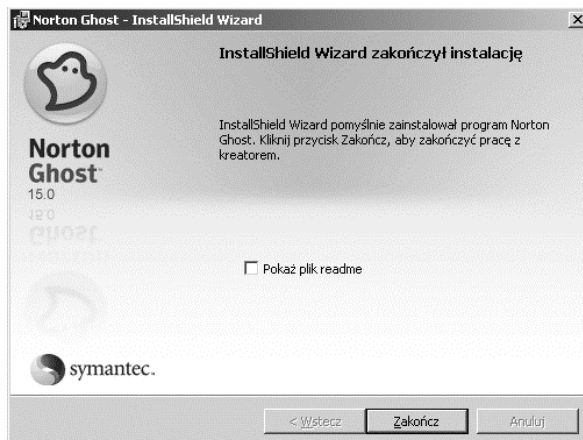 Norton Ghost - InstallShield Wizard
InstallShield Wizard zakończył instalację
InstallShield Wizard pomyślnie zainstalował program Norton
Ghost. Kliknij przycisk Zakończ, aby zakończyć pracę z
kreatorem.
Norton
Ghost™
15.0
Pokaż plik readme
symantec.
< Wstecz
Zakończ
Anuluj